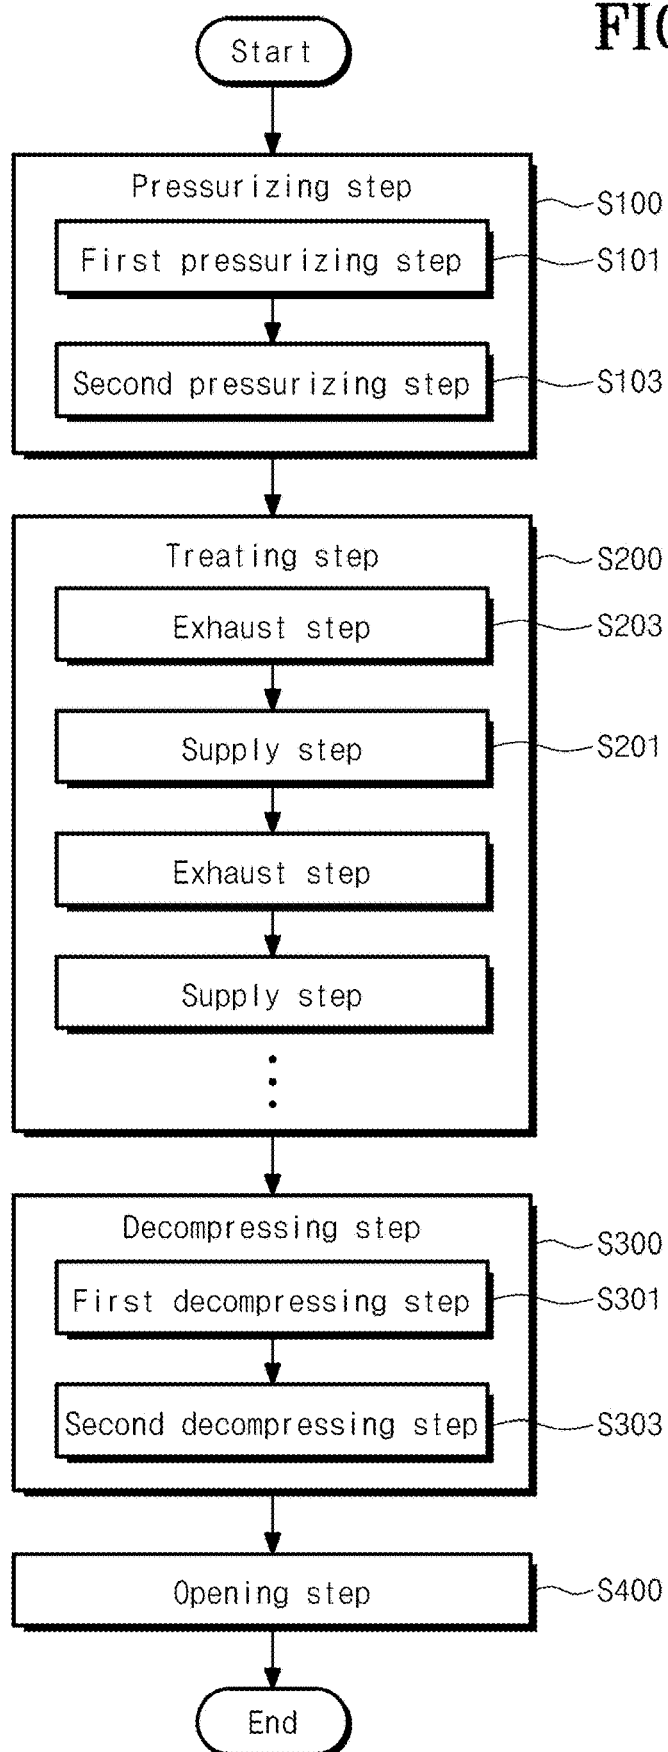 FIG
Start
Pressurizing step
S100
First pressurizing step
S101
Second pressurizing step
S103
Treating step
S200
Exhaust step
S203
Supply step
S201
Exhaust step
Supply step
Decompressing step
S300
First decompressing step
S301
Second decompressing step
S303
Opening step
S400
End